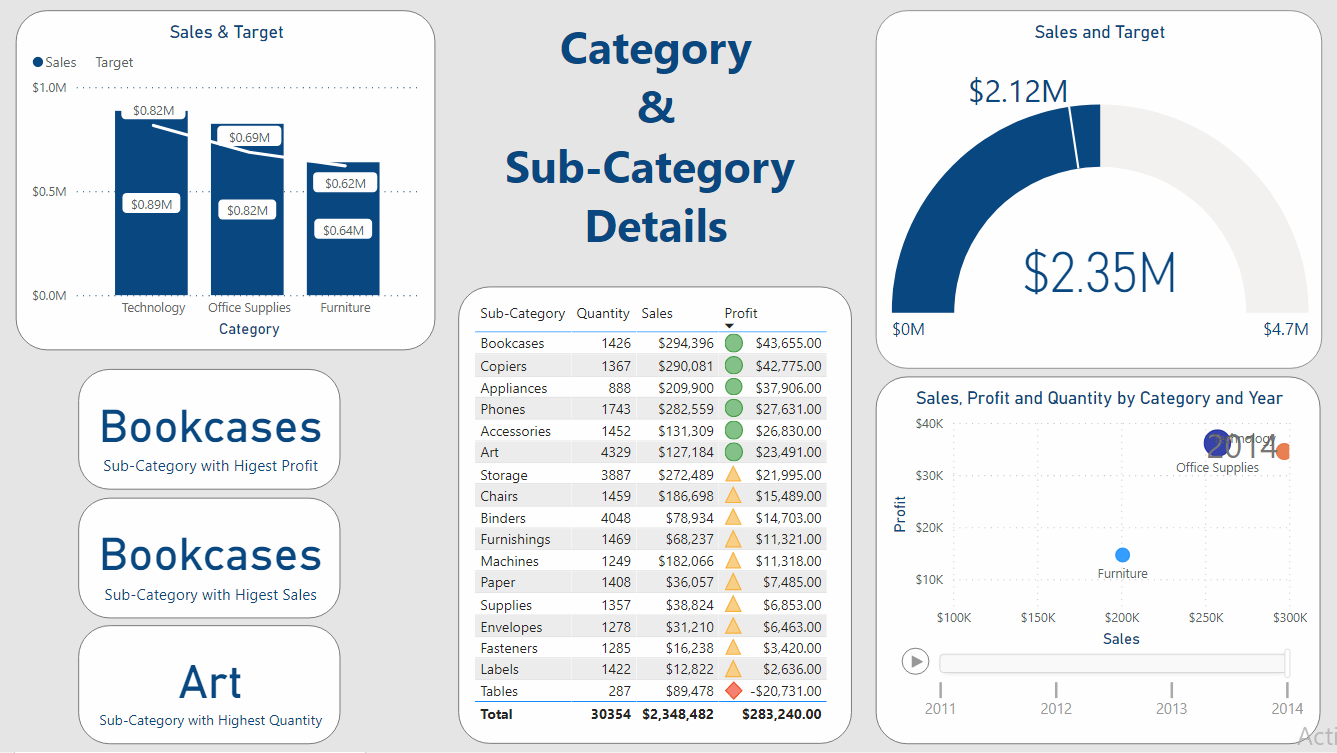 Sales & Target
Sales Target
$1.0M
$0.5M
$0.0M
$0.82M
$0.69M
$0.62M
$0.89M
$0.82M
$0.64M
Technology Office Supplies Furniture
Category
Category
&
Sub-Category
Details
Sales and Target
$2.12M
$2.35M
$0M $4.7M
Bookcases
Sub-Category with Higest Profit
Bookcases
Sub-Category with Higest Sales
Art
Sub-Category with Highest Quantity
Sub-Category Quantity Sales Profit
Bookcases 1426 $294,396 $43,655.00
Copiers 1367 $290,081 $42,775.00
Appliances 888 $209,900 $37,906.00
Phones 1743 $282,559 $27,631.00
Accessories 1452 $131,309 $26,830.00
Art 4329 $127,184 $23,491.00
Storage 3887 $272,489 $21,995.00
Chairs 1459 $186,698 $15,489.00
Binders 4048 $78,934 $14,703.00
Furnishings 1469 $68,237 $11,321.00
Machines 1249 $182,066 $11,318.00
Paper 1408 $36,057 $7,485.00
Supplies 1357 $38,824 $6,853.00
Envelopes 1278 $31,210 $6,463.00
Fasteners 1285 $16,238 $3,420.00
Labels 1422 $12,822 $2,636.00
Tables 287 $89,478 -$20,731.00
Total 30354 $2,348,482 $283,240.00
Sales, Profit and Quantity by Category and Year
Profit
$40K
$30K
$20K
$10K
2014
Office Supplies
Furniture
$100K $150K $200K $250K $300K
Sales
2011 2012 2013 2014